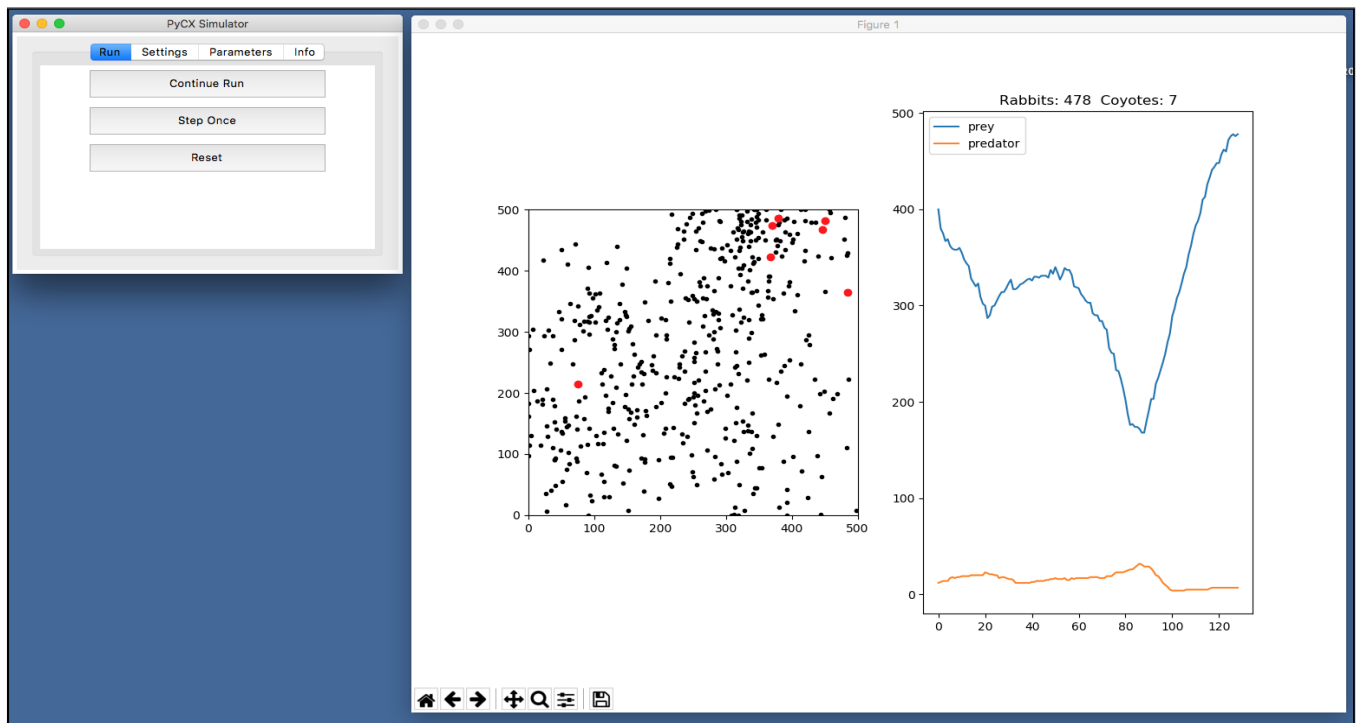 PyCX Simulator
Run Settings Parameters Info
Continue Run
Step Once
Reset
Figure 1
20
Rabbits: 478 Coyotes: 7
prey
predator
500
400
300
200
100
0
0 20 40 60 80 100 120
500
400
300
200
100
0
0 100 200 300 400 500